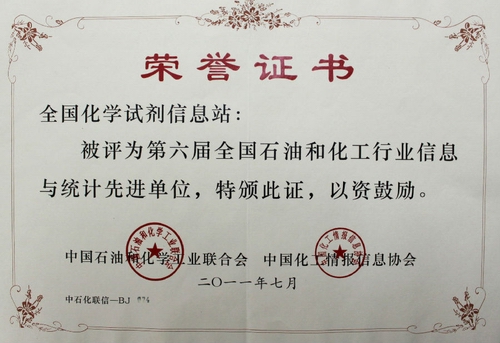 荣誉证书
全国化学试剂信息站：
被评为第六届全国石油和化工行业信息
与统计先进单位，特颁此证，以资鼓励。
中国石油和化学工业联合会 中国化工情报信息协会
二〇一一年七月
中石化联信—BJ